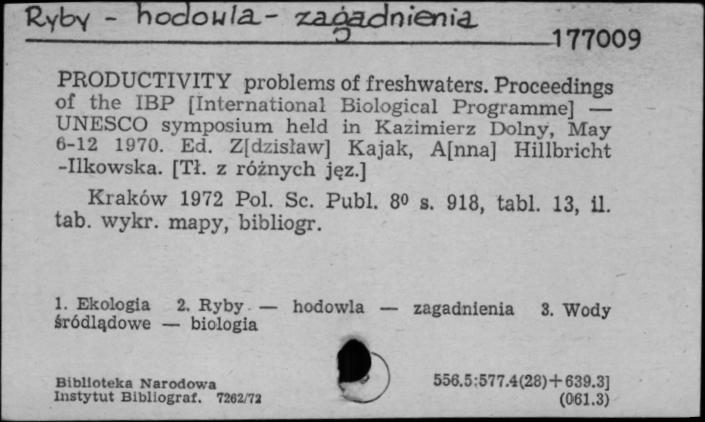 Ryby - hodowla - zagadnienia
177009
PRODUCTIVITY problems of freshwaters. Proceedings
of the IBP [International Biological Programme] —
UNESCO symposium held in Kazimierz Dolny, May
6-12 1970. Ed. Z[dzisław] Kajak, A[nna] Hillbricht
-Ilkowska. [Tł. z różnych jęz.]
Kraków 1972 Pol. Sc. Publ. 8⁰ s. 918, tabl. 13, il.
tab. wykr. mapy, bibliogr.
1. Ekologia 2. Ryby — hodowla — zagadnienia 3. Wody
śródlądowe — biologia
Biblioteka Narodowa
Instytut Bibliograf. 7262/72
556.5:577.4(28)+639.3]
(061.3)